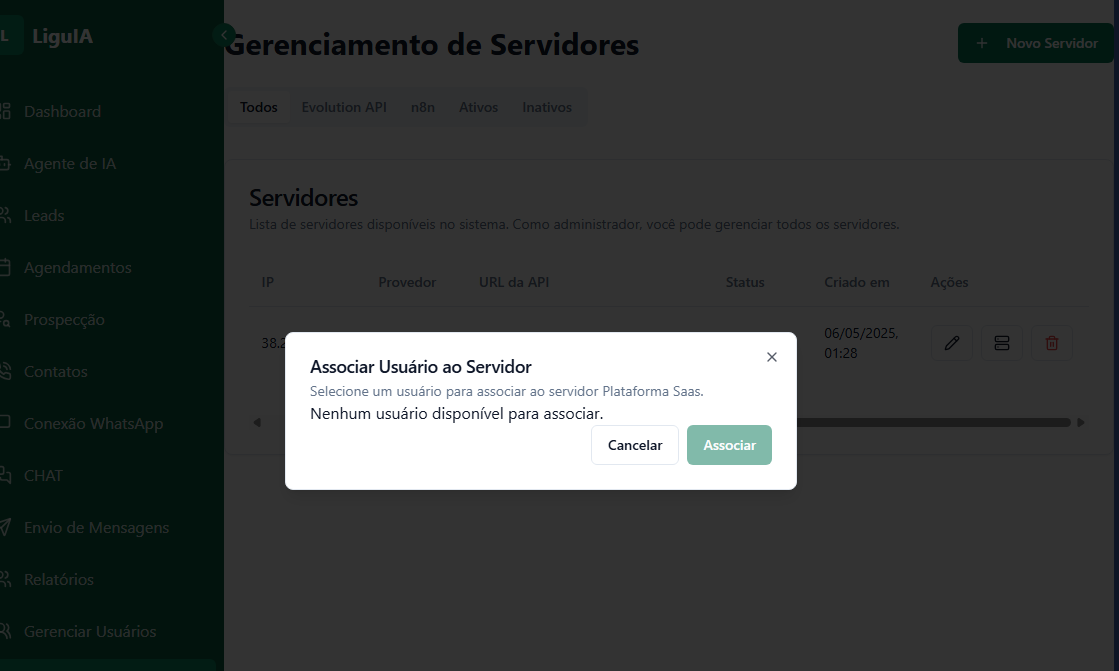 L
LiguIA
Gerenciamento de Servidores
+ Novo Servidor
Dashboard
Agente de IA
Leads
Agendamentos
Prospecção
Contatos
Conexão WhatsApp
CHAT
Envio de Mensagens
Relatórios
Gerenciar Usuários
Todos Evolution API n8n Ativos Inativos
Servidores
Lista de servidores disponíveis no sistema. Como administrador, você pode gerenciar todos os servidores.
IP Provedor URL da API Status Criado em Ações
38.2
06/05/2025,
01:28
Associar Usuário ao Servidor
Selecione um usuário para associar ao servidor Plataforma Saas.
Nenhum usuário disponível para associar.
Cancelar Associar